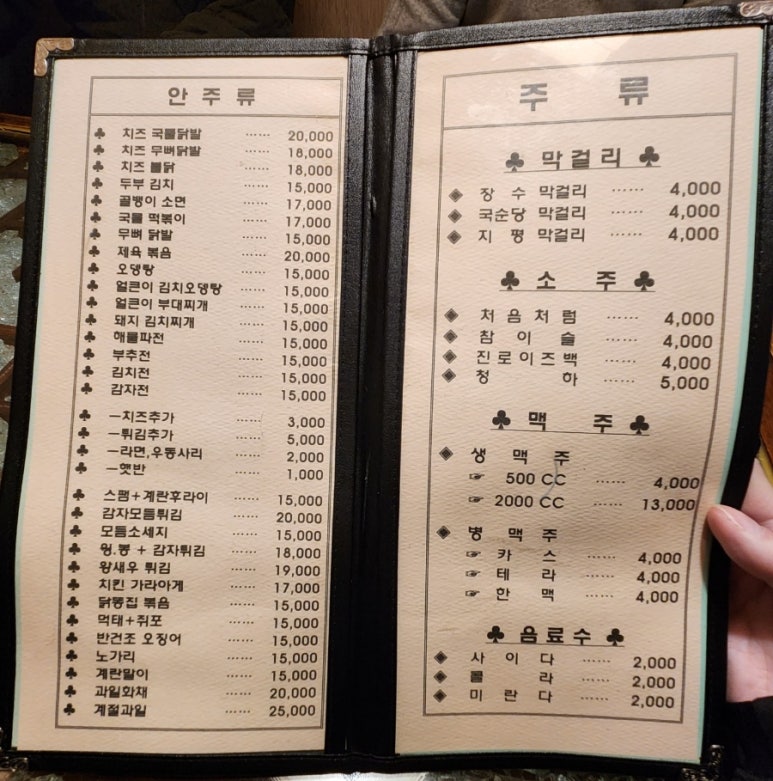 안 주 류
♣ 치즈 국물닭발 ······ 20,000
♣ 치즈 무뼈닭발 ······ 18,000
♣ 치즈 불닭 ······ 18,000
♣ 두부 김치 ······ 15,000
♣ 골뱅이 소면 ······ 17,000
♣ 국물 떡볶이 ······ 17,000
♣ 무뼈 닭발 ······ 15,000
♣ 제육 볶음 ······ 20,000
♣ 오뎅탕 ······ 15,000
♣ 얼큰이 김치오뎅탕 ······ 15,000
♣ 얼큰이 부대찌개 ······ 15,000
♣ 돼지 김치찌개 ······ 15,000
♣ 해물파전 ······ 15,000
♣ 부추전 ······ 15,000
♣ 김치전 ······ 15,000
♣ 감자전 ······ 15,000
♣ ㅡ치즈추가 ······ 3,000
♣ ㅡ튀김추가 ······ 5,000
♣ ㅡ라면,우동사리 ······ 2,000
♣ ㅡ햇반 ······ 1,000
♣ 스팸+계란후라이 ······ 15,000
♣ 감자모듬튀김 ······ 20,000
♣ 모듬소세지 ······ 15,000
♣ 윙.봉 + 감자튀김 ······ 18,000
♣ 왕새우 튀김 ······ 19,000
♣ 치킨 가라아게 ······ 17,000
♣ 닭똥집 볶음 ······ 15,000
♣ 먹태+쥐포 ······ 15,000
♣ 반건조 오징어 ······ 15,000
♣ 노가리 ······ 15,000
♣ 계란말이 ······ 15,000
♣ 과일화채 ······ 20,000
♣ 계절과일 ······ 25,000
주 류
♣ 막걸리 ♣
◈ 장 수 막걸리 ······ 4,000
◈ 국순당 막걸리 ······ 4,000
◈ 지 평 막걸리 ······ 4,000
♣ 소 주 ♣
◈ 처 음 처 럼 ······ 4,000
◈ 참 이 슬 ······ 4,000
◈ 진로이즈백 ······ 4,000
◈ 청 하 ······ 5,000
♣ 맥 주 ♣
◈ 생 맥 주
☞ 500 CC ······ 4,000
☞ 2000 CC ······ 13,000
◈ 병 맥 주
☞ 카 스 ······ 4,000
☞ 테 라 ······ 4,000
☞ 한 맥 ······ 4,000
♣ 음료수 ♣
◈ 사 이 다 ······ 2,000
◈ 콜 라 ······ 2,000
◈ 미 란 다 ······ 2,000